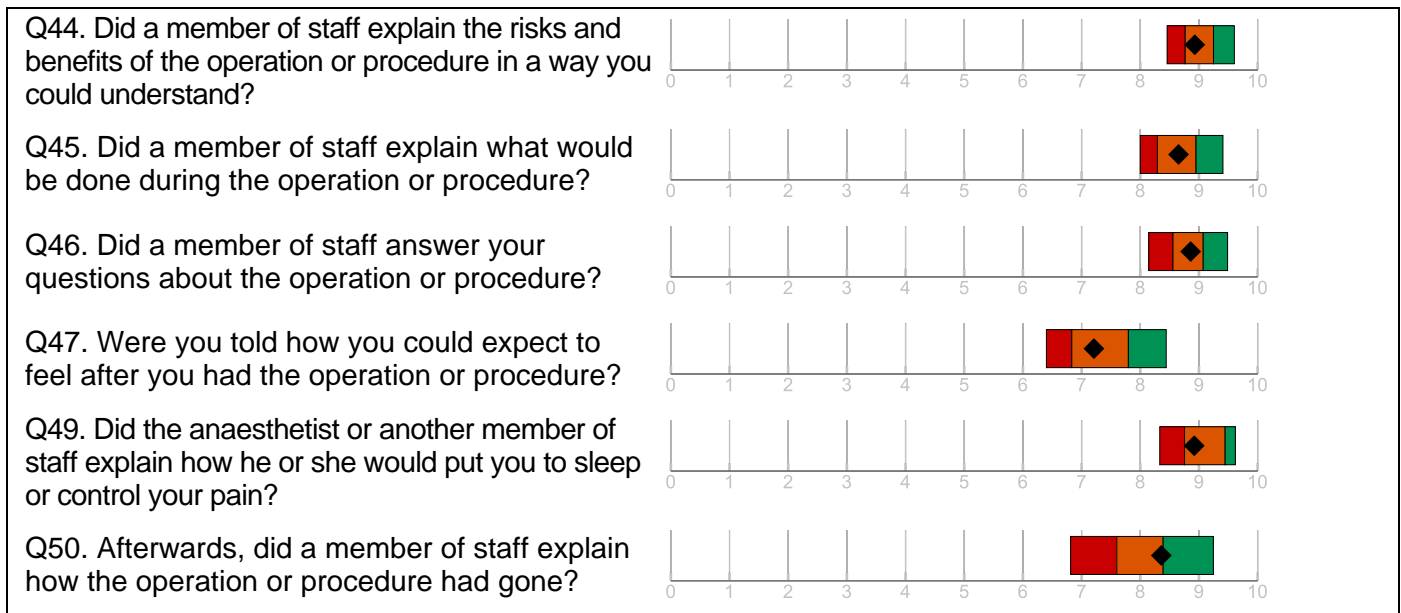 Q44. Did a member of staff explain the risks and
benefits of the operation or procedure in a way you
could understand?
0 1 2 3 4 5 6 7 8 9 10
Q45. Did a member of staff explain what would
be done during the operation or procedure?
0 1 2 3 4 5 6 7 8 9 10
Q46. Did a member of staff answer your
questions about the operation or procedure?
0 1 2 3 4 5 6 7 8 9 10
Q47. Were you told how you could expect to
feel after you had the operation or procedure?
0 1 2 3 4 5 6 7 8 9 10
Q49. Did the anaesthetist or another member of
staff explain how he or she would put you to sleep
or control your pain?
0 1 2 3 4 5 6 7 8 9 10
Q50. Afterwards, did a member of staff explain
how the operation or procedure had gone?
0 1 2 3 4 5 6 7 8 9 10